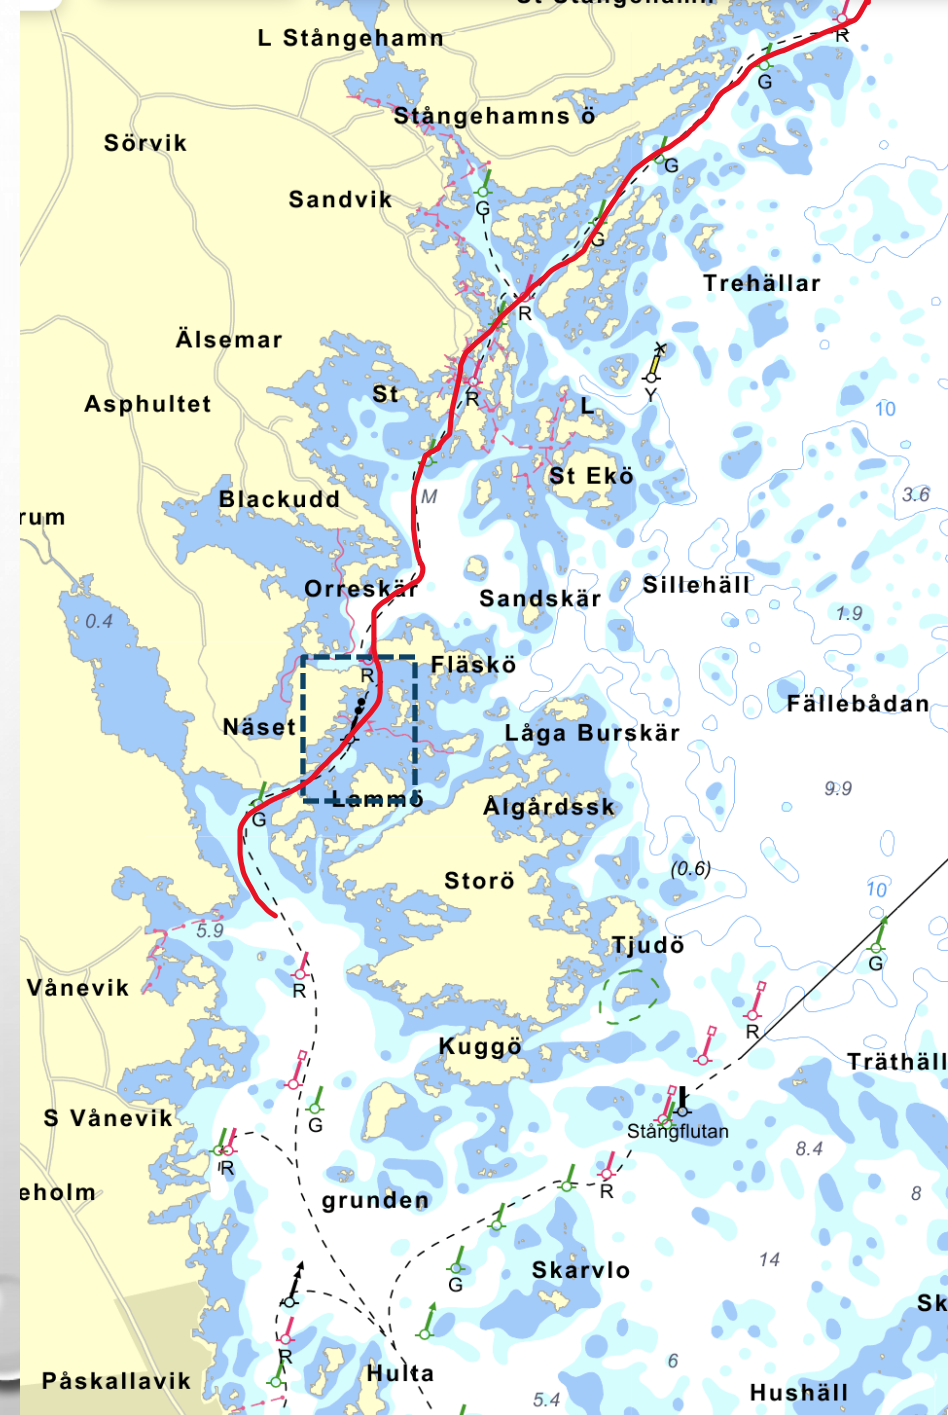 L Stångehamn
R
G
Stångehamns ö
Sörvik
G
Sandvik
G
G
Trehällar
R
Älsemar
St
R
Y
L
Asphultet
10
St Ekö
Blackudd
M
3.6
rum
Orreskär
Sandskär
Sillehäll
0.4
1.9
Fläskö
R
Fällebådan
Näset
Låga Burskär
9.9
Lammö
Ålgårdssk
G
(0.6)
Storö
10
5.9
Tjudö
G
Vånevik
R
R
Kuggö
Träthäll
S Vånevik
G
Stångflutan
8.4
R
R
eholm
grunden
8
14
Skarvlo
G
Sk
R
6
Hulta
Påskallavik
5.4
Hushäll